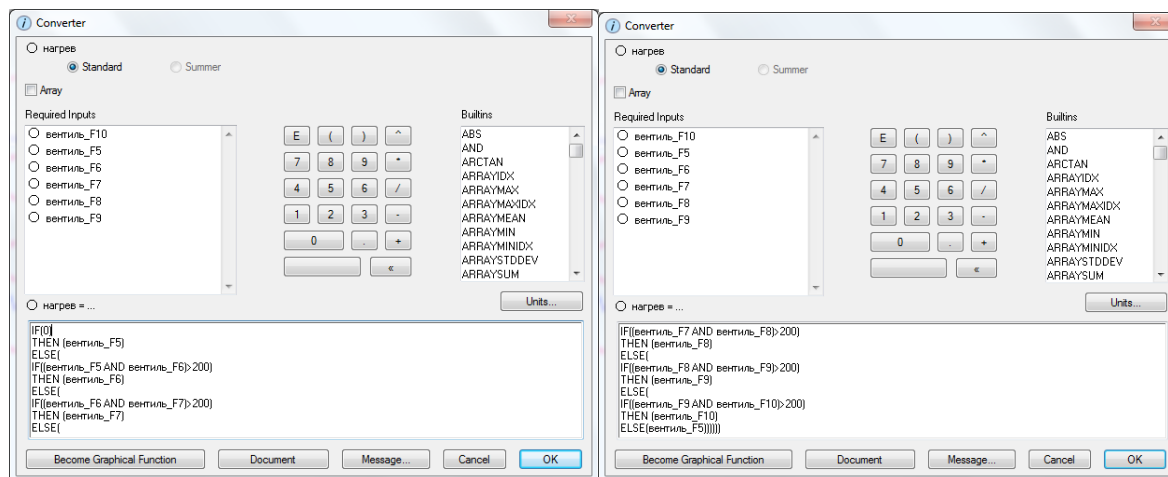 Converter
нагрев
Standard Summer
Array
Required Inputs
вентиль_F10
вентиль_F5
вентиль_F6
вентиль_F7
вентиль_F8
вентиль_F9
E ( ) ^
7 8 9 *
4 5 6 /
1 2 3 -
0 . +
«
Builtins
ABS
AND
ARCTAN
ARRAYIDX
ARRAYMAX
ARRAYMAXIDX
ARRAYMEAN
ARRAYMIN
ARRAYMINIDX
ARRAYSTDDEV
ARRAYSUM
Units...
нагрев = ...
IF(0)
THEN (вентиль_F5)
ELSE(
IF((вентиль_F5 AND вентиль_F6)>200)
THEN (вентиль_F6)
ELSE(
IF((вентиль_F6 AND вентиль_F7)>200)
THEN (вентиль_F7)
ELSE(
Become Graphical Function Document Message... Cancel OK
Converter
нагрев
Standard Summer
Array
Required Inputs
вентиль_F10
вентиль_F5
вентиль_F6
вентиль_F7
вентиль_F8
вентиль_F9
E ( ) ^
7 8 9 *
4 5 6 /
1 2 3 -
0 . +
«
Builtins
ABS
AND
ARCTAN
ARRAYIDX
ARRAYMAX
ARRAYMAXIDX
ARRAYMEAN
ARRAYMIN
ARRAYMINIDX
ARRAYSTDDEV
ARRAYSUM
Units...
нагрев = ...
IF((вентиль_F7 AND вентиль_F8)>200)
THEN (вентиль_F8)
ELSE(
IF((вентиль_F8 AND вентиль_F9)>200)
THEN (вентиль_F9)
ELSE(
IF((вентиль_F9 AND вентиль_F10)>200)
THEN (вентиль_F10)
ELSE(вентиль_F5))))))
Become Graphical Function Document Message... Cancel OK